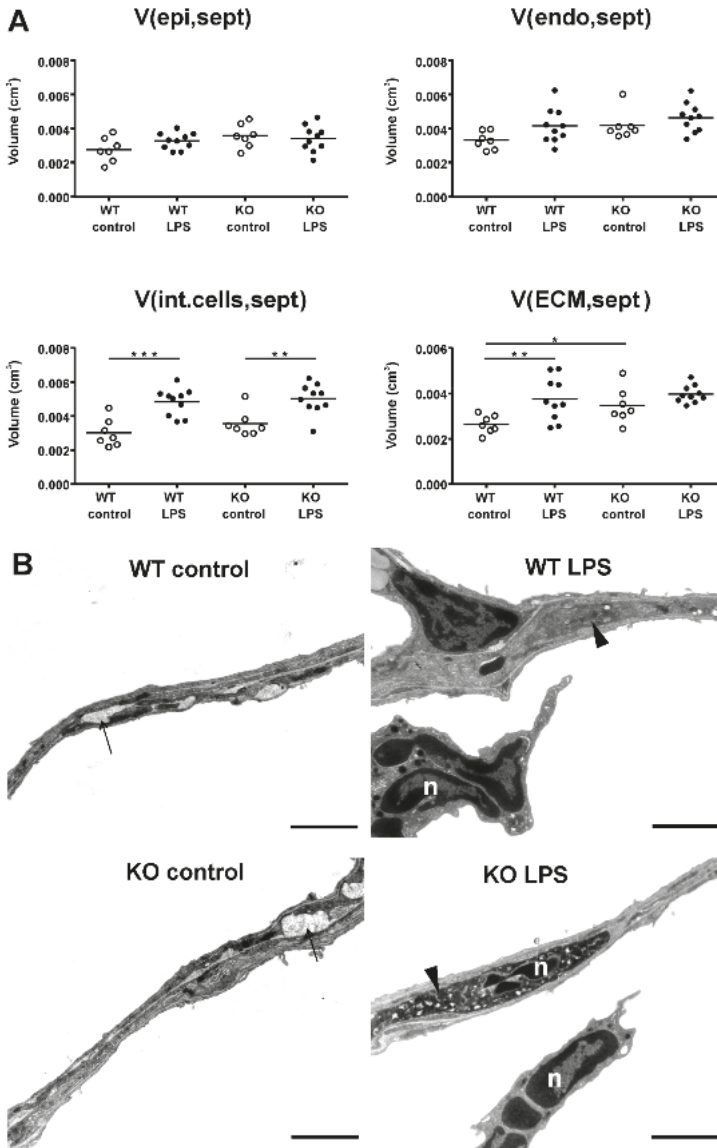 A
V(epi,sept)
Volume (cm³)
0.008
0.006
0.004
0.002
0.000
WT control
WT LPS
KO control
KO LPS
V(endo,sept)
Volume (cm³)
0.008
0.006
0.004
0.002
0.000
WT control
WT LPS
KO control
KO LPS
V(int.cells,sept)
Volume (cm³)
0.008
0.006
0.004
0.002
0.000
***
**
WT control
WT LPS
KO control
KO LPS
V(ECM,sept)
Volume (cm³)
0.006
0.004
0.002
0.000
*
**
WT control
WT LPS
KO control
KO LPS
B
WT control
WT LPS
n
KO control
KO LPS
n
n